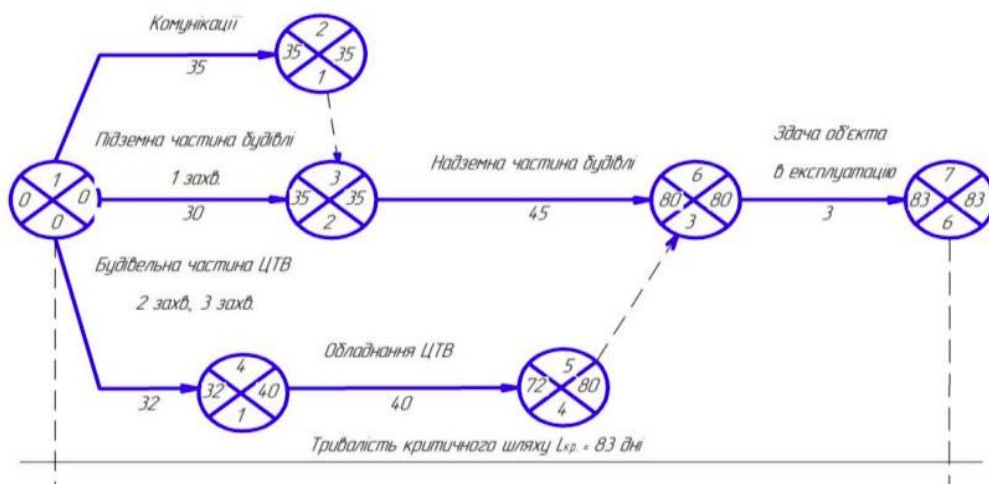 Комунікації
35
2
35 35
1
Підземна частина будівлі
1 захв.
30
1
0 0
0
3
35 35
2
Надземна частина будівлі
45
6
80 80
3
Здача об'єкта
в експлуатацію
3
7
83 83
6
Будівельна частина ЦТВ
2 захв, 3 захв.
32
4
32 40
1
Обладнання ЦТВ
40
5
72 80
4
Тривалість критичного шляху Lкр. = 83 дні